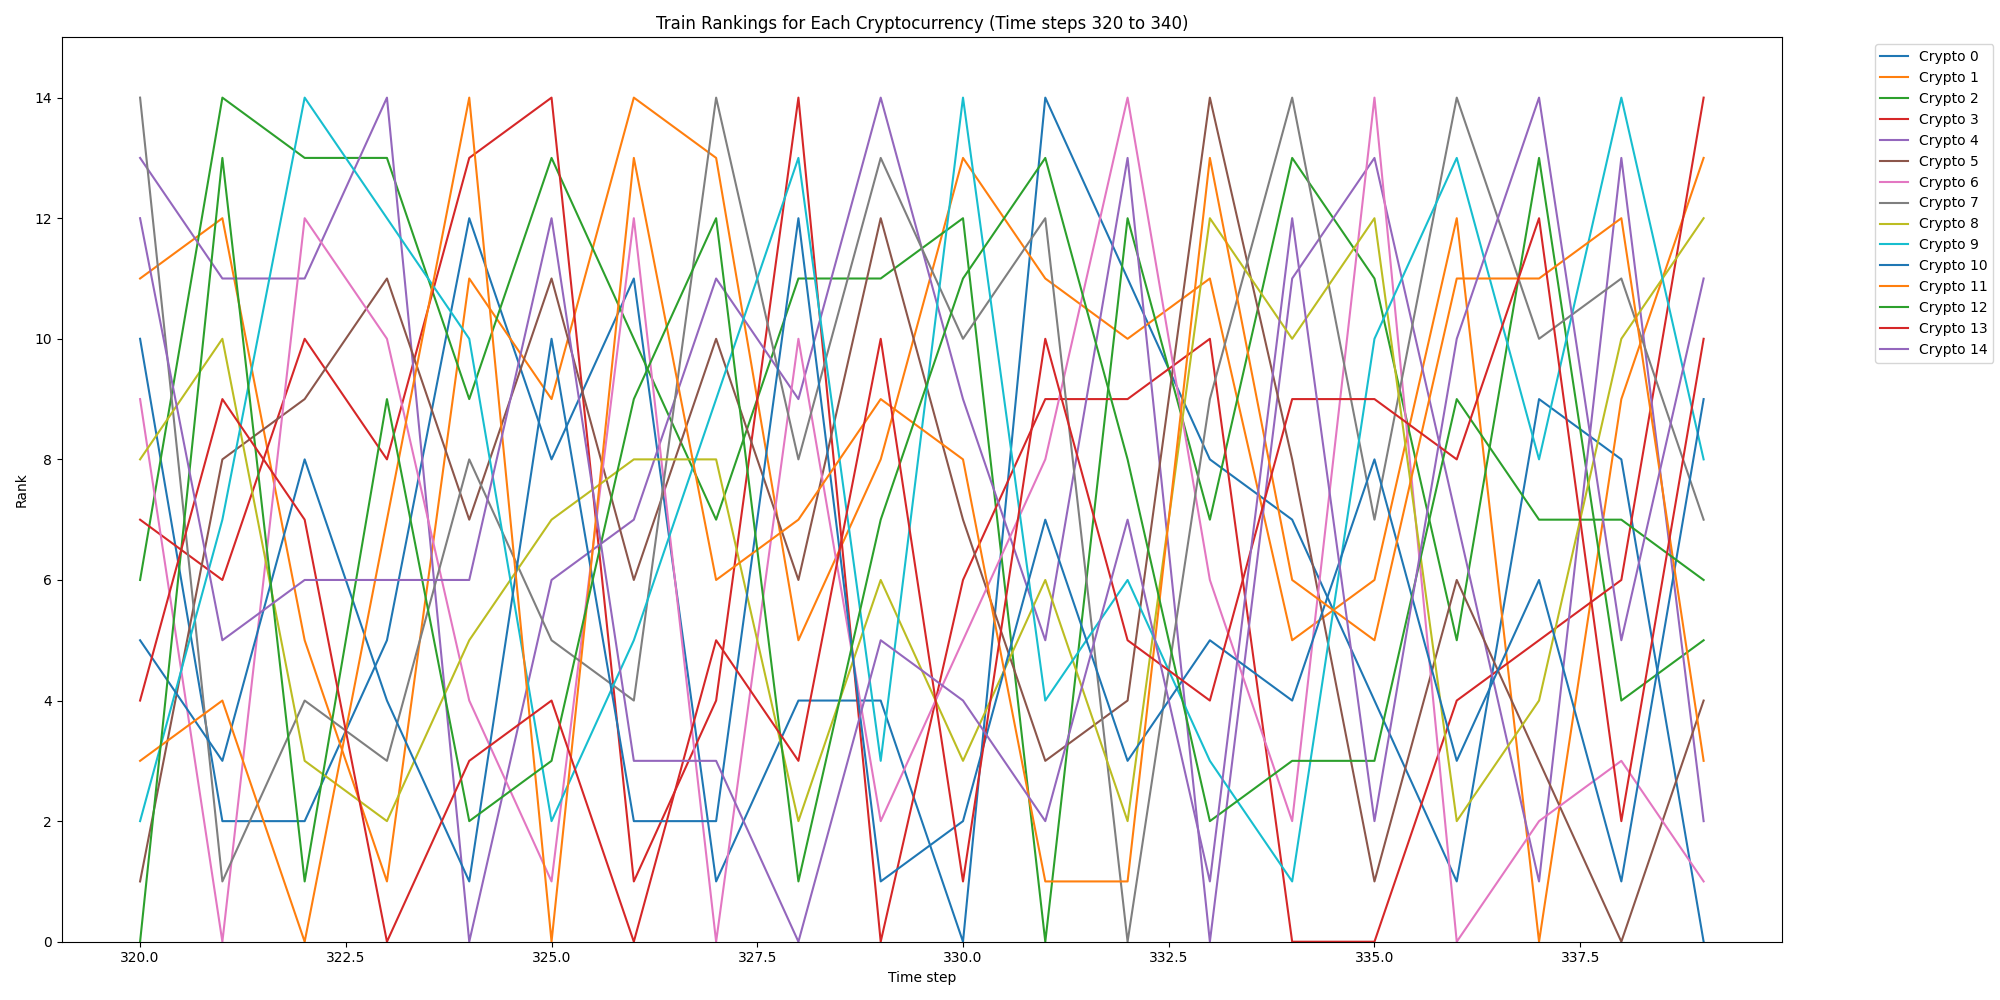 Train Rankings for Each Cryptocurrency (Time steps 320 to 340)
Rank
14
12
10
8
6
4
2
0
320.0
322.5
325.0
327.5
330.0
332.5
335.0
337.5
Time step
Crypto 0
Crypto 1
Crypto 2
Crypto 3
Crypto 4
Crypto 5
Crypto 6
Crypto 7
Crypto 8
Crypto 9
Crypto 10
Crypto 11
Crypto 12
Crypto 13
Crypto 14